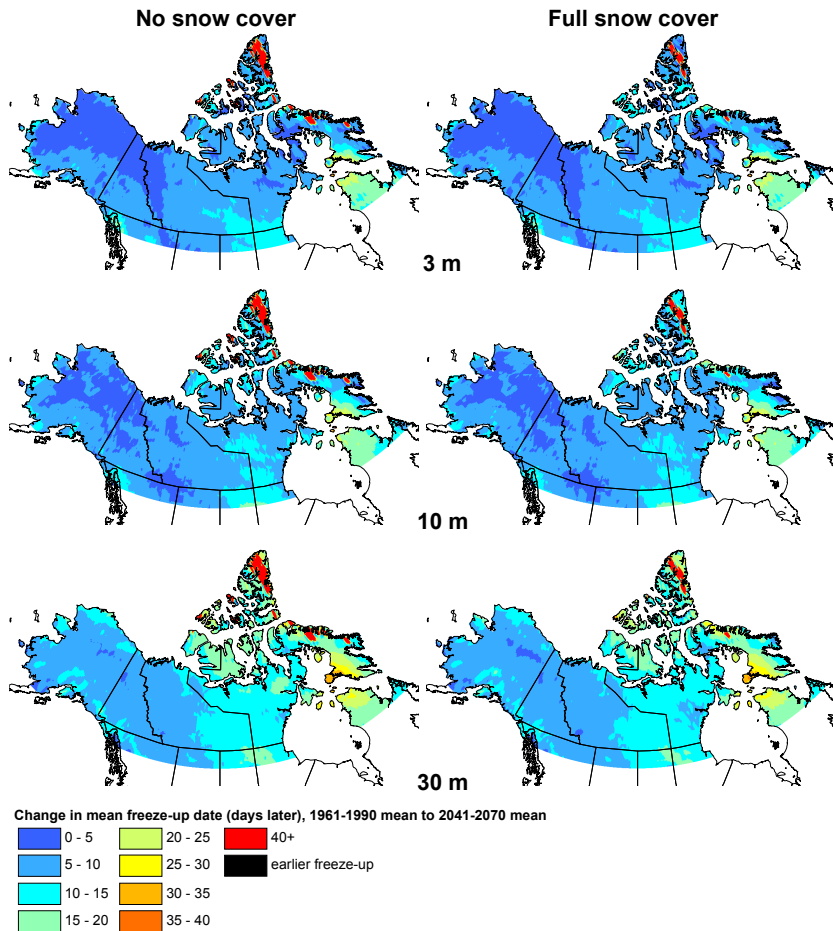 No snow cover
Full snow cover
3 m
10 m
30 m
Change in mean freeze-up date (days later), 1961-1990 mean to 2041-2070 mean
0 - 5
20 - 25
40+
5 - 10
25 - 30
earlier freeze-up
10 - 15
30 - 35
15 - 20
35 - 40